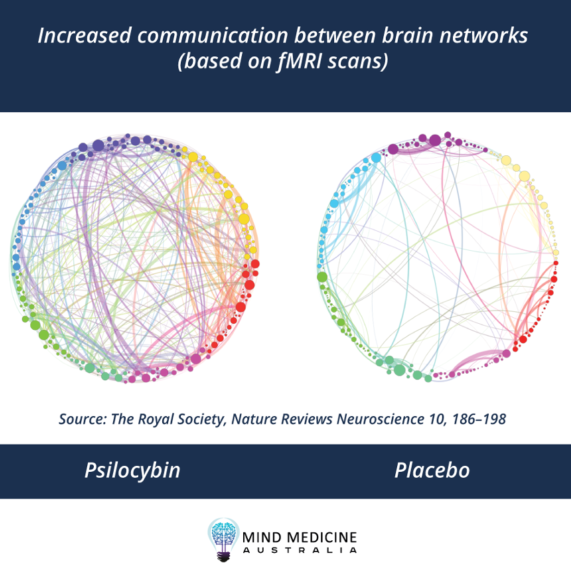 Increased communication between brain networks
(based on fMRI scans)
Source: The Royal Society, Nature Reviews Neuroscience 10, 186–198
Psilocybin
Placebo
MIND MEDICINE
AUSTRALIA